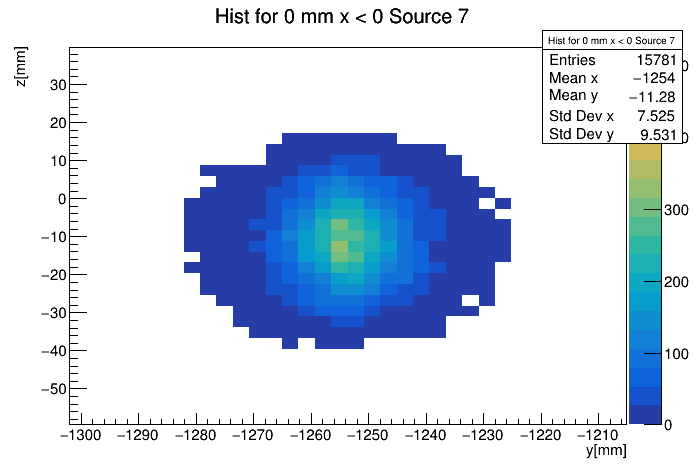 Hist for 0 mm x < 0 Source 7
Hist for 0 mm x < 0 Source 7
Entries 15781
Mean x −1254
Mean y −11.28
Std Dev x 7.525
Std Dev y 9.531
z[mm]
30
20
10
0
−10
−20
−30
−40
−50
−1300 −1290 −1280 −1270 −1260 −1250 −1240 −1230 −1220 −1210
y[mm]
300
200
100
0